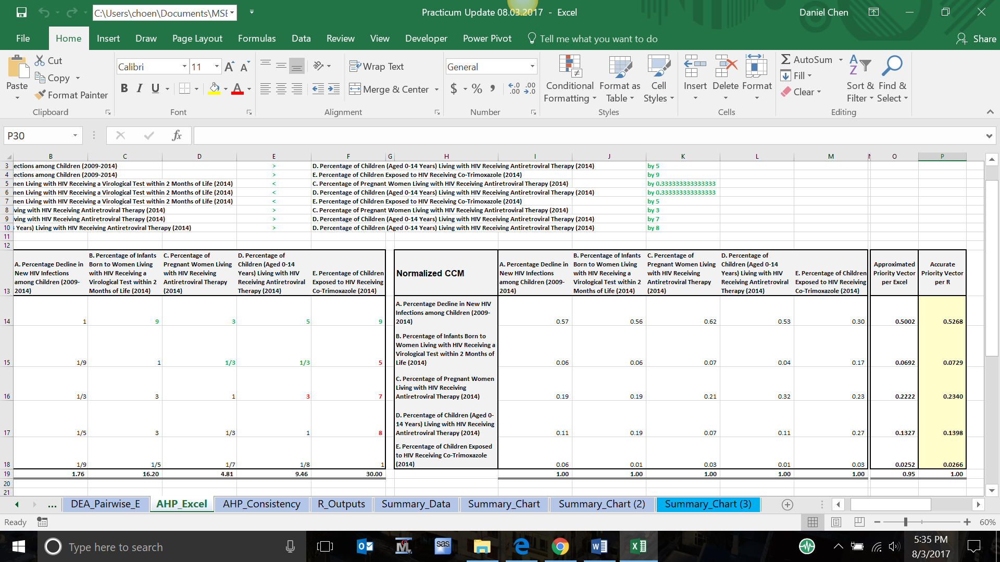 C:\Users\choen\Documents\MSE
Practicum Update 08.03.2017 - Excel
Daniel Chen
File Home Insert Draw Page Layout Formulas Data Review View Developer Power Pivot Tell me what you want to do Share
Paste
Cut
Copy
Format Painter
Clipboard
Calibri 11
B I U
Font
Wrap Text
Merge & Center
Alignment
General
$ % ,
Number
Conditional Formatting
Format as Table
Cell Styles
Styles
Insert Delete Format
Cells
AutoSum
Fill
Clear
Sort & Filter
Find & Select
Editing
P30
fx
B C D E F G H I J K L M O P
3 ections among Children (2009-2014) > D. Percentage of Children (Aged 0-14 Years) Living with HIV Receiving Antiretroviral Therapy (2014) by 5
4 ections among Children (2009-2014) > E. Percentage of Children Exposed to HIV Receiving Co-Trimoxazole (2014) by 9
5 nen Living with HIV Receiving a Virological Test within 2 Months of Life (2014) < C. Percentage of Pregnant Women Living with HIV Receiving Antiretroviral Therapy (2014) by 0.333333333333333
6 nen Living with HIV Receiving a Virological Test within 2 Months of Life (2014) < D. Percentage of Children (Aged 0-14 Years) Living with HIV Receiving Antiretroviral Therapy (2014) by 0.333333333333333
7 nen Living with HIV Receiving a Virological Test within 2 Months of Life (2014) < E. Percentage of Children Exposed to HIV Receiving Co-Trimoxazole (2014) by 5
8 ving with HIV Receiving Antiretroviral Therapy (2014) > C. Percentage of Pregnant Women Living with HIV Receiving Antiretroviral Therapy (2014) by 3
9 ving with HIV Receiving Antiretroviral Therapy (2014) > D. Percentage of Children (Aged 0-14 Years) Living with HIV Receiving Antiretroviral Therapy (2014) by 7
10 Years) Living with HIV Receiving Antiretroviral Therapy (2014) > D. Percentage of Children (Aged 0-14 Years) Living with HIV Receiving Antiretroviral Therapy (2014) by 8
11
12
13
A. Percentage Decline in
New HIV Infections
among Children (2009-
2014)
B. Percentage of Infants
Born to Women Living
with HIV Receiving a
Virological Test within 2
Months of Life (2014)
C. Percentage of
Pregnant Women Living
with HIV Receiving
Antiretroviral Therapy
(2014)
D. Percentage of
Children (Aged 0-14
Years) Living with HIV
Receiving Antiretroviral
Therapy (2014)
E. Percentage of Children
Exposed to HIV Receiving
Co-Trimoxazole (2014)
Normalized CCM
A. Percentage Decline in
New HIV Infections
among Children (2009-
2014)
B. Percentage of Infants
Born to Women Living
with HIV Receiving a
Virological Test within 2
Months of Life (2014)
C. Percentage of
Pregnant Women Living
with HIV Receiving
Antiretroviral Therapy
(2014)
D. Percentage of
Children (Aged 0-14
Years) Living with HIV
Receiving Antiretroviral
Therapy (2014)
E. Percentage of Children
Exposed to HIV Receiving
Co-Trimoxazole (2014)
Approximated
Priority Vector
per Excel
Accurate
Priority Vector
per R
A. Percentage Decline in New HIV
Infections among Children (2009-
14 1 9 3 5 9 2014) 0.57 0.56 0.62 0.53 0.30 0.5002 0.5268
B. Percentage of Infants Born to
Women Living with HIV Receiving a
Virological Test within 2 Months of
15 1/9 1 1/3 1/3 5 Life (2014) 0.06 0.06 0.07 0.04 0.17 0.0692 0.0729
C. Percentage of Pregnant Women
Living with HIV Receiving
16 1/3 3 1 3 7 Antiretroviral Therapy (2014) 0.19 0.19 0.21 0.32 0.23 0.2222 0.2340
D. Percentage of Children (Aged 0-
14 Years) Living with HIV Receiving
17 1/5 3 1/3 1 8 Antiretroviral Therapy (2014) 0.11 0.19 0.07 0.11 0.27 0.1327 0.1398
E. Percentage of Children Exposed
to HIV Receiving Co-Trimoxazole
18 1/9 1/5 1/7 1/8 1 (2014) 0.06 0.01 0.03 0.01 0.03 0.0252 0.0266
19 1.76 16.20 4.81 9.46 30.00 1.00 1.00 1.00 1.00 1.00 0.95 1.00
20
21
... DEA_Pairwise_E AHP_Excel AHP_Consistency R_Outputs Summary_Data Summary_Chart Summary_Chart (2) Summary_Chart (3)
Ready
60%
Type here to search
sas
5:35 PM
8/3/2017